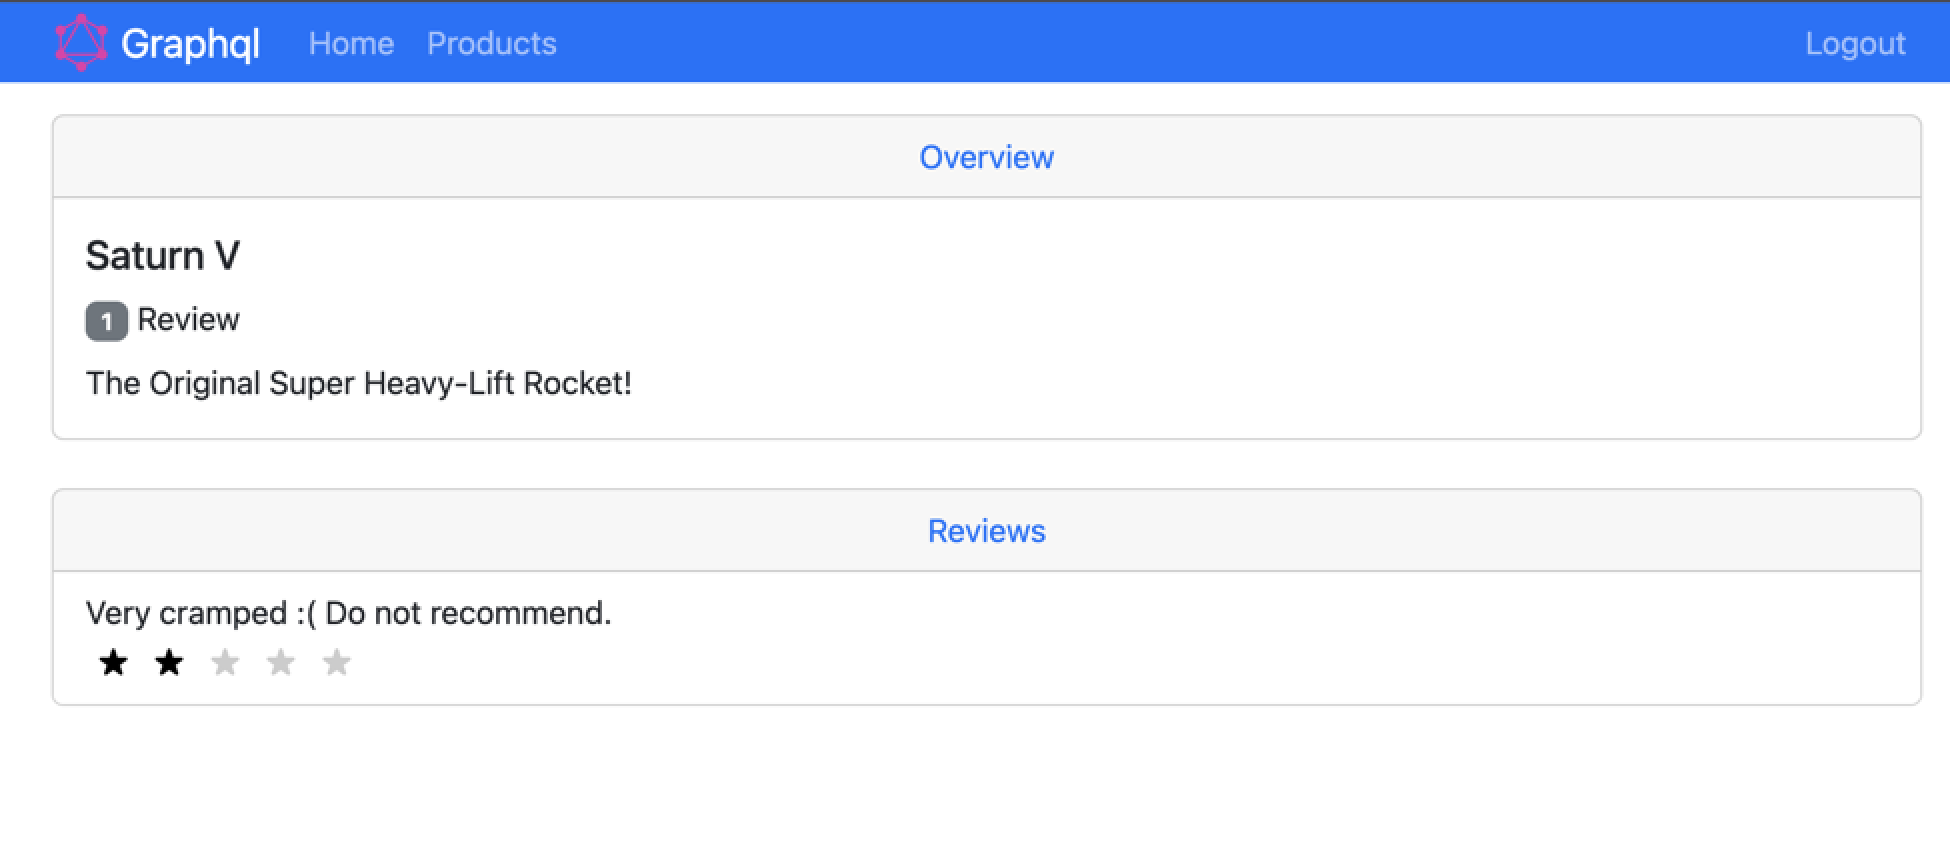 Graphql Home Products Logout
Overview
Saturn V
1 Review
The Original Super Heavy-Lift Rocket!
Reviews
Very cramped :( Do not recommend.